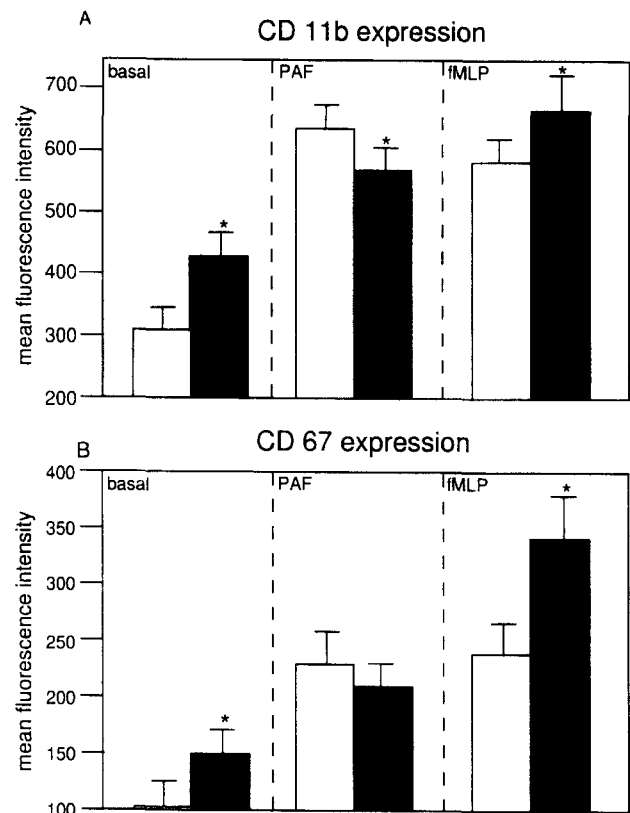 A
CD 11b expression
mean fluorescence intensity
700
600
500
400
300
200
basal
PAF
fMLP
*
*
*
B
CD 67 expression
mean fluorescence intensity
400
350
300
250
200
150
100
basal
PAF
fMLP
*
*